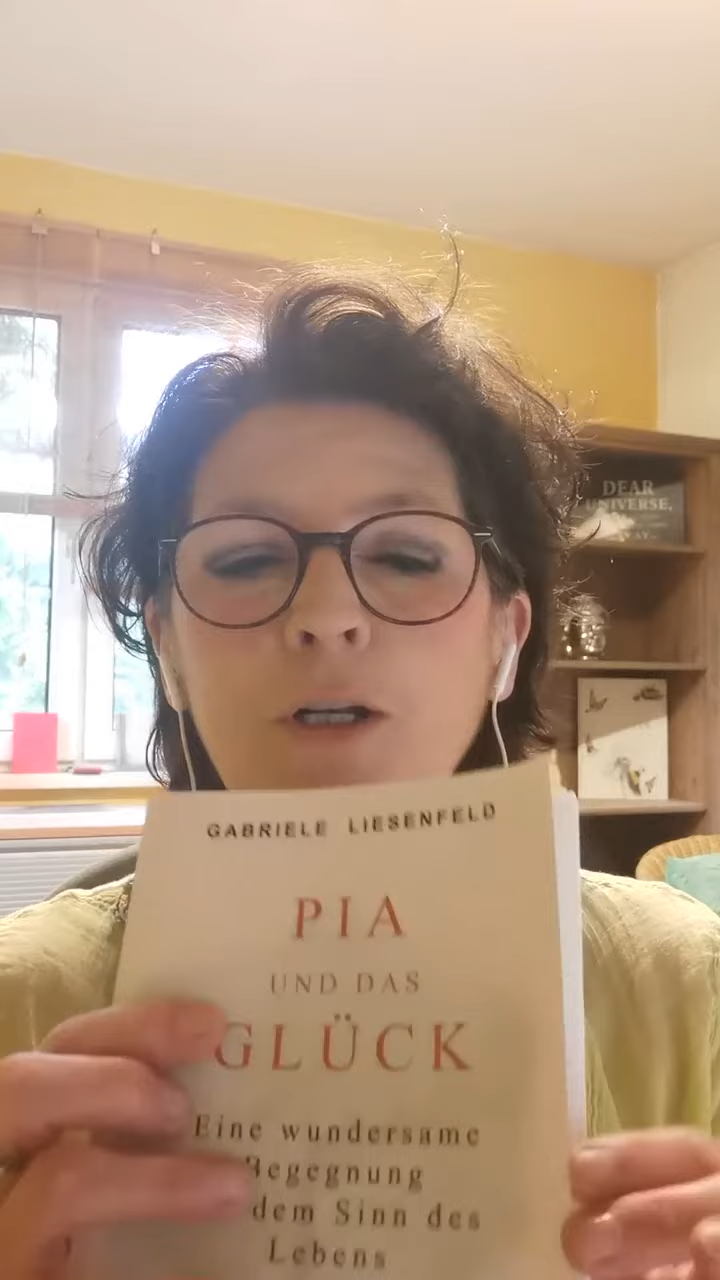 DEAR
UNIVERSE,
GABRIELE LIESENFELD
PIA
UND DAS
GLÜCK
Eine wundersame
Begegnung
dem Sinn des
Lebens